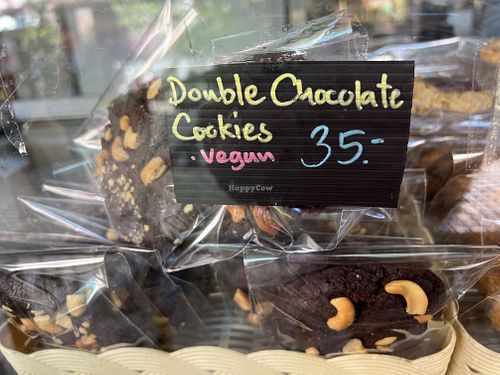 Double Chocolate
Cookies
. vegan 35.-
HappyCow